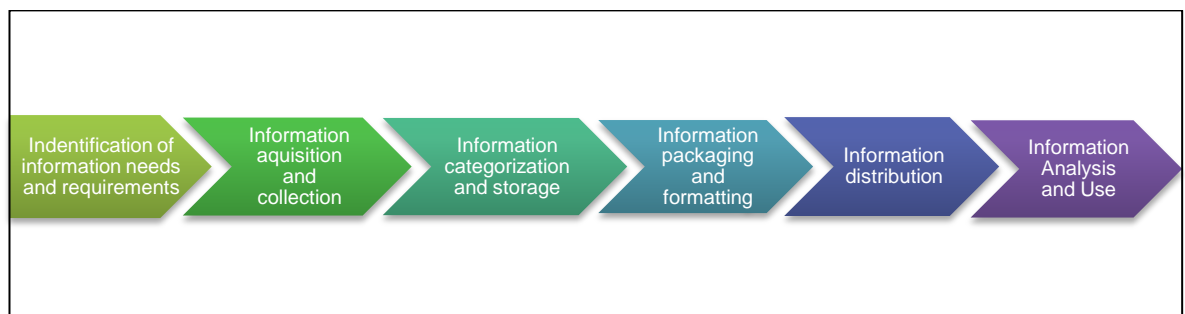 Indentification of
information needs
and requirements
Information
aquisition
and
collection
Information
categorization
and storage
Information
packaging
and
formatting
Information
distribution
Information
Analysis
and Use